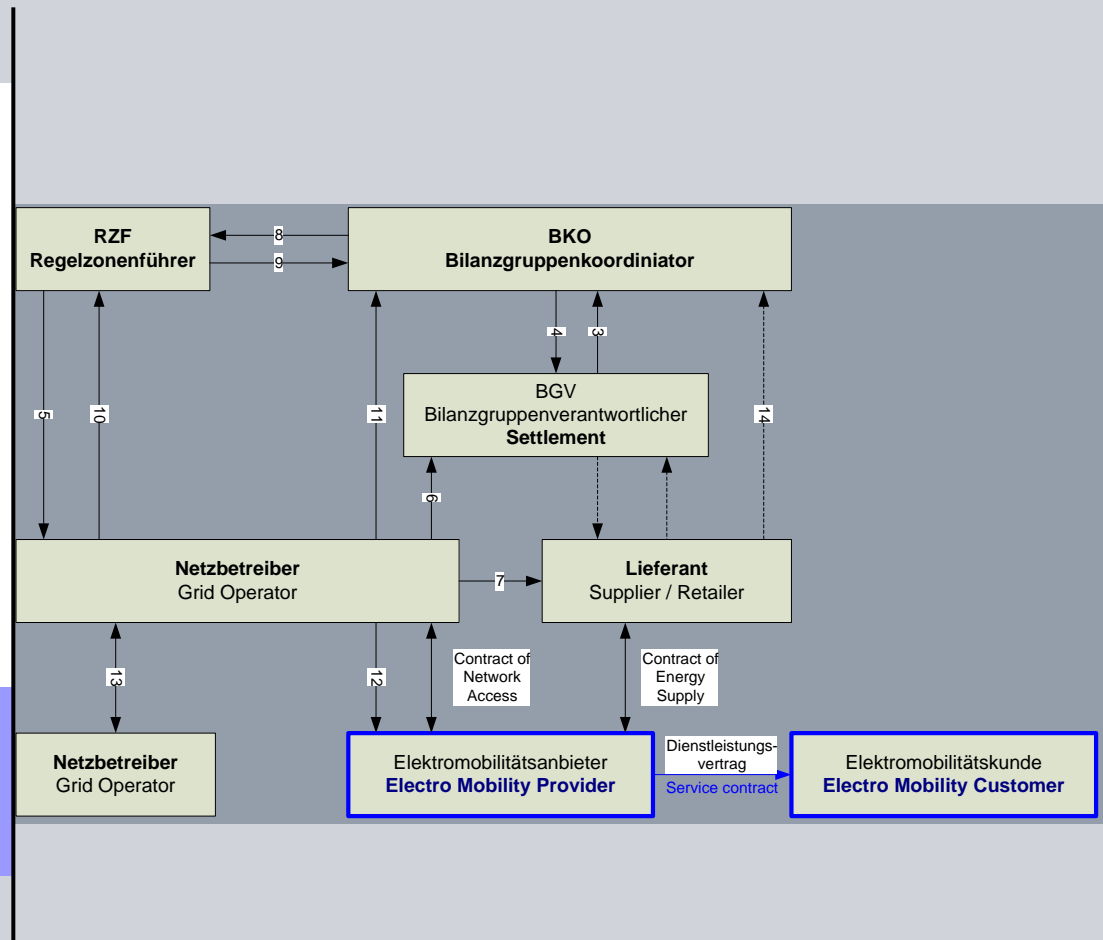 RZF
Regelzonenführer
8
9
BKO
Bilanzgruppenkoordiniator
4
3
5
10
11
14
BGV
Bilanzgruppenverantwortlicher
Settlement
6
Netzbetreiber
Grid Operator
7
Lieferant
Supplier / Retailer
13
12
Contract of
Network
Access
Contract of
Energy
Supply
Netzbetreiber
Grid Operator
Elektromobilitätsanbieter
Electro Mobility Provider
Dienstleistungs-
vertrag
Service contract
Elektromobilitätskunde
Electro Mobility Customer